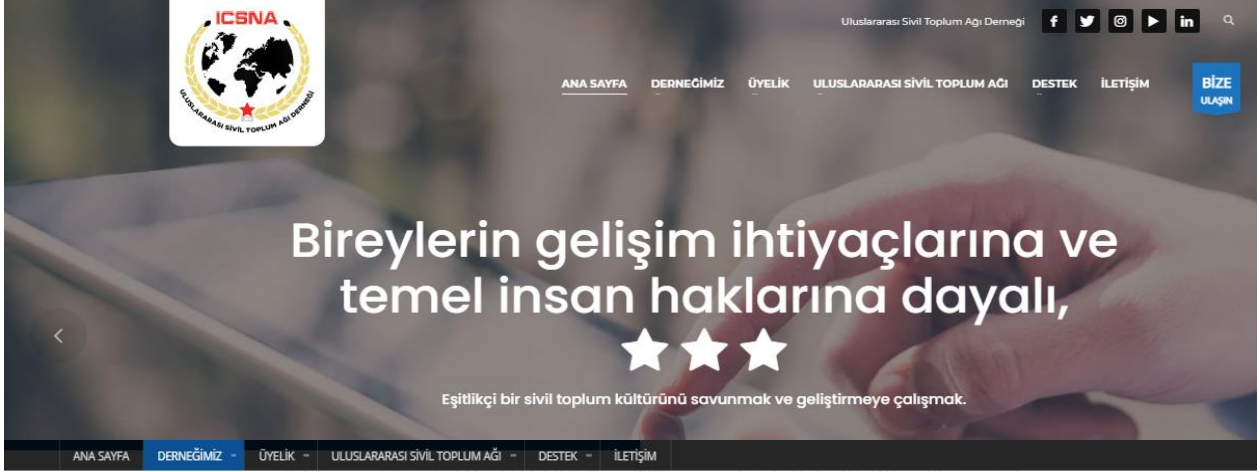 ICSNA
ULUSLARARASI SİVİL TOPLUM AĞI DERNEĞİ
Uluslararası Sivil Toplum Ağı Derneği
ANA SAYFA DERNEĞİMİZ ÜYELİK ULUSLARARASI SİVİL TOPLUM AĞI DESTEK İLETİŞİM
BİZE
ULAŞIN
Bireylerin gelişim ihtiyaçlarına ve
temel insan haklarına dayalı,
Eşitlikçi bir sivil toplum kültürünü savunmak ve geliştirmeye çalışmak.
ANA SAYFA DERNEĞİMİZ ÜYELİK ULUSLARARASI SİVİL TOPLUM AĞI DESTEK İLETİŞİM